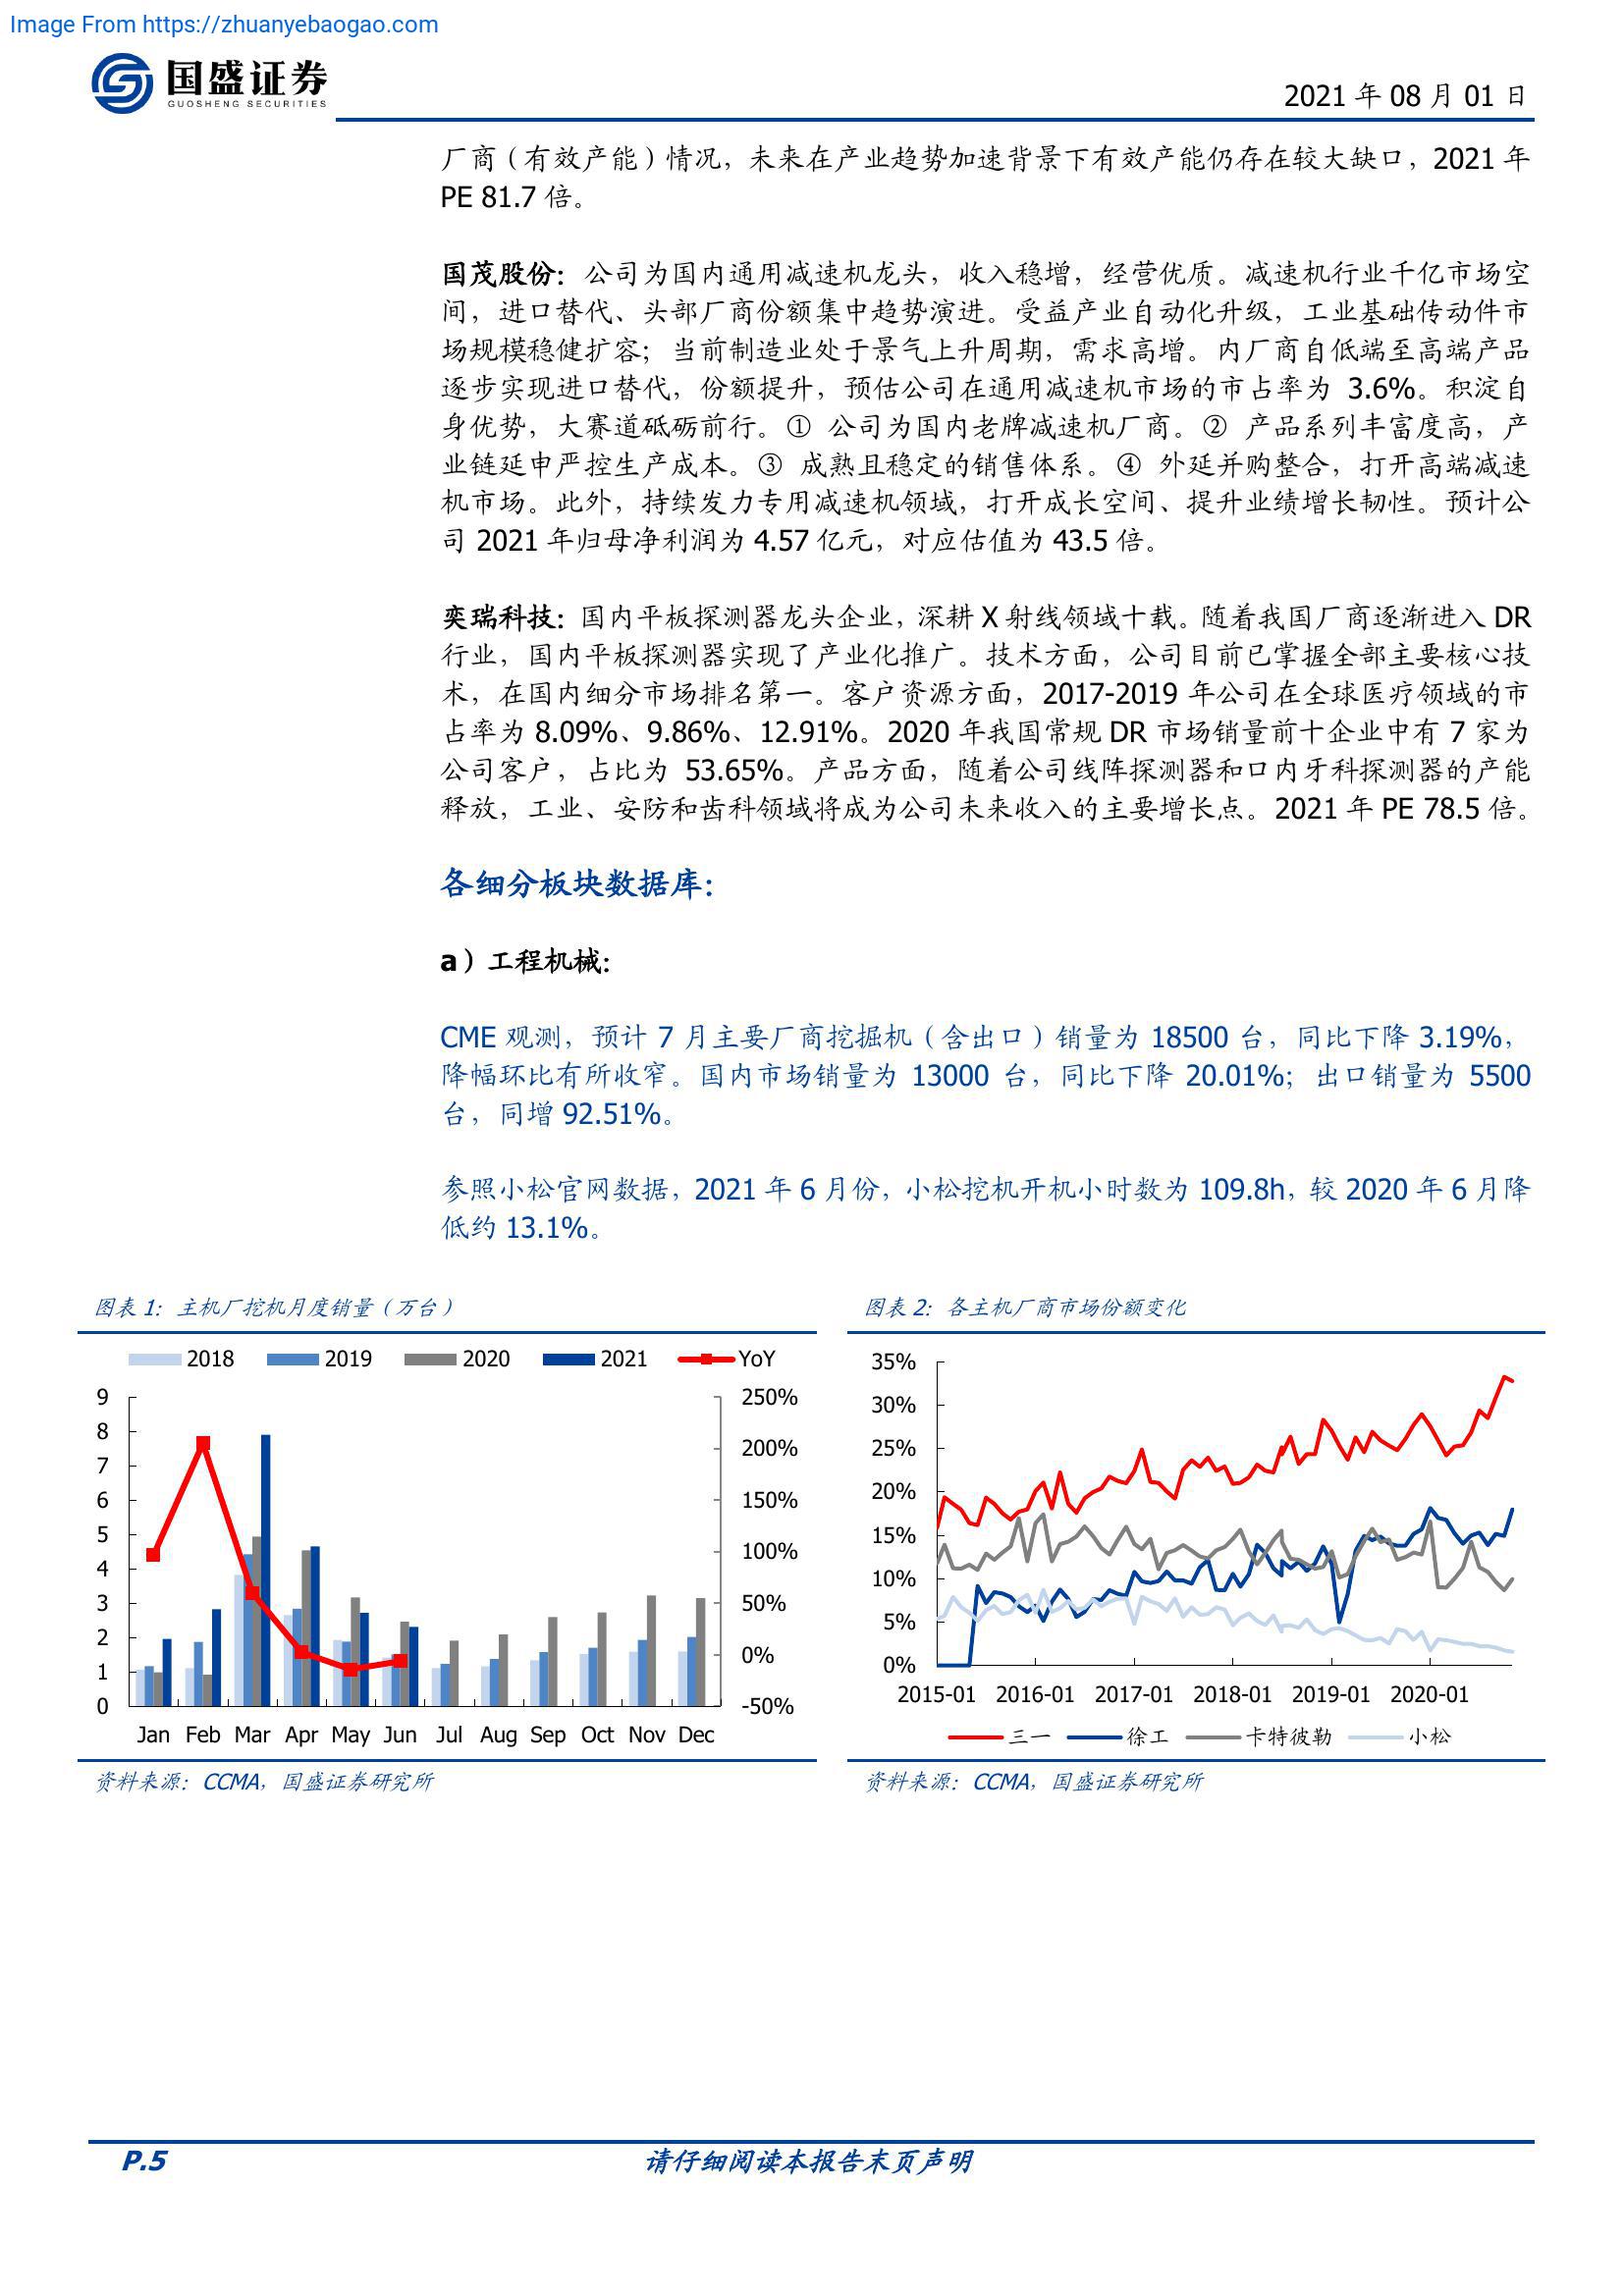 Image From https://zhuanyebaogao.com
国盛证券
GUOSHENG SECURITIES
2021 年 08 月 01 日
厂商（有效产能）情况，未来在产业趋势加速背景下有效产能仍存在较大缺口，2021 年
PE 81.7 倍。
国茂股份：公司为国内通用减速机龙头，收入稳增，经营优质。减速机行业千亿市场空
间，进口替代、头部厂商份额集中趋势演进。受益产业自动化升级，工业基础传动件市
场规模稳健扩容；当前制造业处于景气上升周期，需求高增。内厂商自低端至高端产品
逐步实现进口替代，份额提升，预估公司在通用减速机市场的市占率为 3.6%。积淀自
身优势，大赛道砥砺前行。① 公司为国内老牌减速机厂商。② 产品系列丰富度高，产
业链延申严控生产成本。③ 成熟且稳定的销售体系。④ 外延并购整合，打开高端减速
机市场。此外，持续发力专用减速机领域，打开成长空间、提升业绩增长韧性。预计公
司 2021 年归母净利润为 4.57 亿元，对应估值为 43.5 倍。
奕瑞科技：国内平板探测器龙头企业，深耕 X 射线领域十载。随着我国厂商逐渐进入 DR
行业，国内平板探测器实现了产业化推广。技术方面，公司目前已掌握全部主要核心技
术，在国内细分市场排名第一。客户资源方面，2017-2019 年公司在全球医疗领域的市
占率为 8.09%、9.86%、12.91%。2020 年我国常规 DR 市场销量前十企业中有 7 家为
公司客户，占比为 53.65%。产品方面，随着公司线阵探测器和口内牙科探测器的产能
释放，工业、安防和齿科领域将成为公司未来收入的主要增长点。2021 年 PE 78.5 倍。
各细分板块数据库：
a）工程机械：
CME 观测，预计 7 月主要厂商挖掘机（含出口）销量为 18500 台，同比下降 3.19%，
降幅环比有所收窄。国内市场销量为 13000 台，同比下降 20.01%；出口销量为 5500
台，同增 92.51%。
参照小松官网数据，2021 年 6 月份，小松挖机开机小时数为 109.8h，较 2020 年 6 月降
低约 13.1%。
图表 1：主机厂挖机月度销量（万台）
2018 2019 2020 2021 YoY
9 250%
8 200%
7 150%
6 100%
5 50%
4 0%
3 -50%
2
1
0
Jan Feb Mar Apr May Jun Jul Aug Sep Oct Nov Dec
资料来源：CCMA，国盛证券研究所
图表 2：各主机厂商市场份额变化
35%
30%
25%
20%
15%
10%
5%
0%
2015-01 2016-01 2017-01 2018-01 2019-01 2020-01
三一 徐工 卡特彼勒 小松
资料来源：CCMA，国盛证券研究所
P.5
请仔细阅读本报告末页声明